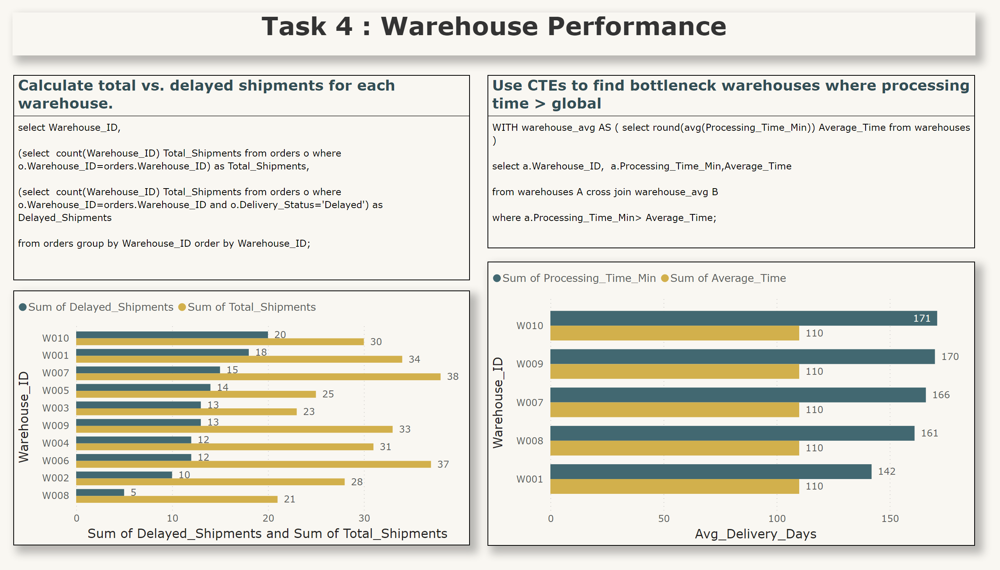 Task 4 : Warehouse Performance
Calculate total vs. delayed shipments for each
warehouse.
select Warehouse_ID,
(select  count(Warehouse_ID) Total_Shipments from orders o where
o.Warehouse_ID=orders.Warehouse_ID) as Total_Shipments,
(select  count(Warehouse_ID) Total_Shipments from orders o where
o.Warehouse_ID=orders.Warehouse_ID and o.Delivery_Status='Delayed') as
Delayed_Shipments
from orders group by Warehouse_ID order by Warehouse_ID;
Sum of Delayed_Shipments Sum of Total_Shipments
Warehouse_ID
W010 20 30
W001 18 34
W007 15 38
W005 14 25
W003 13 23
W009 13 33
W004 12 31
W006 12 37
W002 10 28
W008 5 21
0 10 20 30
Sum of Delayed_Shipments and Sum of Total_Shipments
Use CTEs to find bottleneck warehouses where processing
time > global
WITH warehouse_avg AS ( select round(avg(Processing_Time_Min)) Average_Time from warehouses
)
select a.Warehouse_ID,  a.Processing_Time_Min,Average_Time
from warehouses A cross join warehouse_avg B
where a.Processing_Time_Min> Average_Time;
Sum of Processing_Time_Min Sum of Average_Time
Warehouse_ID
W010 171 110
W009 170 110
W007 166 110
W008 161 110
W001 142 110
0 50 100 150
Avg_Delivery_Days